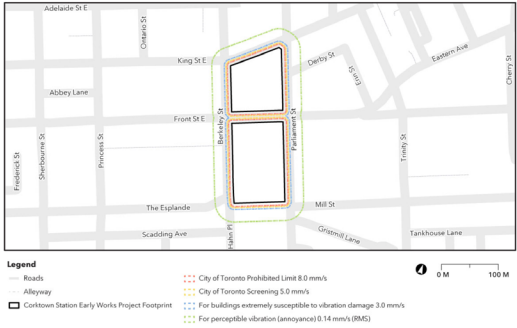 Adelaide St E
Ontario St
King St E
Derby St
Erin St
Eastern Ave
Cherry St
Abbey Lane
Front St E
Berkeley St
Parliament St
Frederick St
Sherbourne St
Princess St
Trinity St
The Esplande
Mill St
Scadding Ave
Hahn Pl
Gristmill Lane
Tankhouse Lane
Legend
Roads
Alleyway
Corktown Station Early Works Project Footprint
City of Toronto Prohibited Limit 8.0 mm/s
City of Toronto Screening 5.0 mm/s
For buildings extremely susceptible to vibration damage 3.0 mm/s
For perceptible vibration (annoyance) 0.14 mm/s (RMS)
0 M 100 M